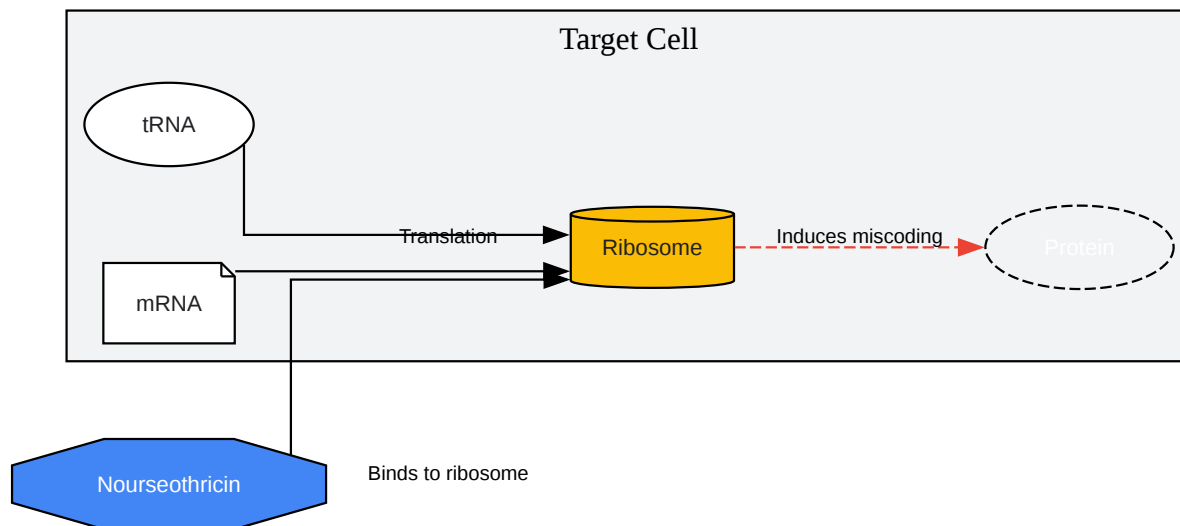 Target Cell
tRNA
Translation
Ribosome
Induces miscoding
Protein
mRNA
Nourseothricin
Binds to ribosome